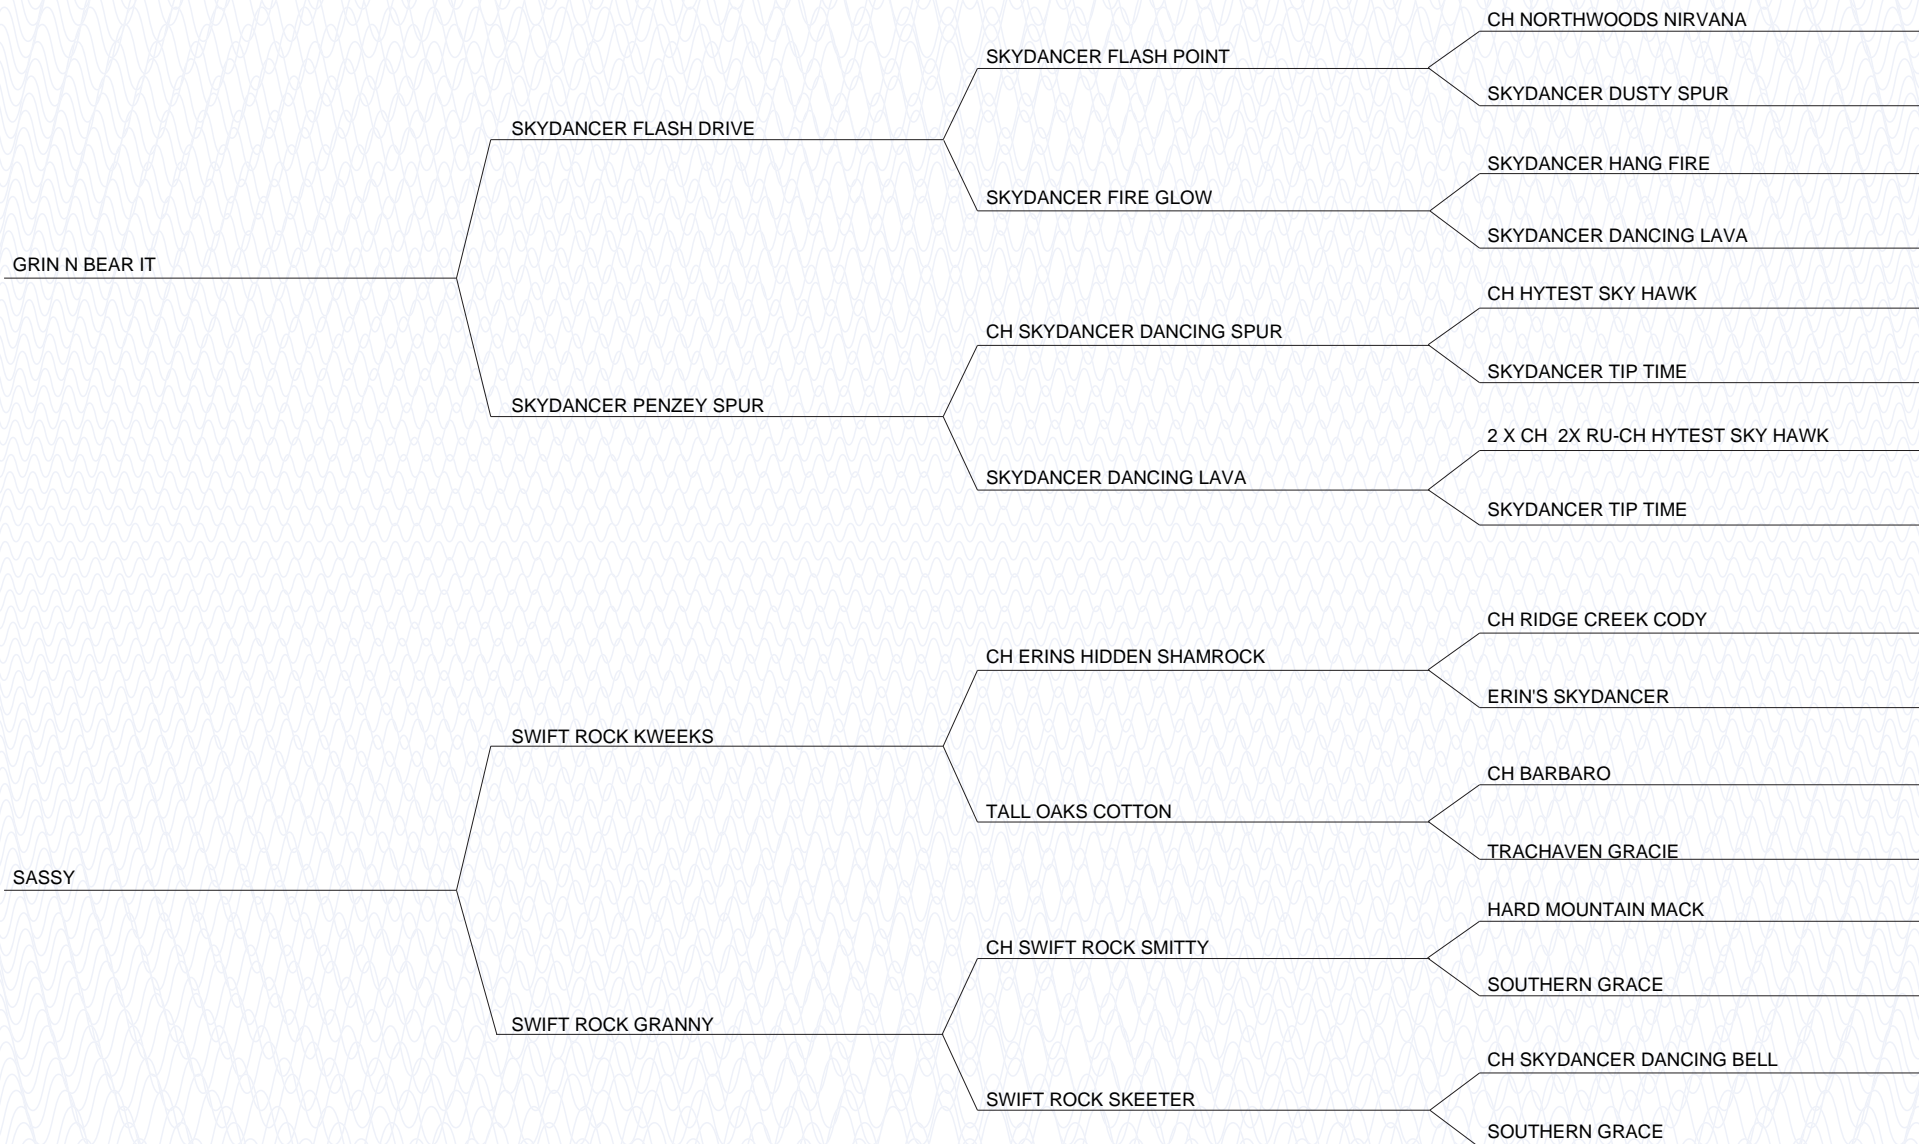 CH NORTHWOODS NIRVANA
SKYDANCER FLASH POINT
SKYDANCER DUSTY SPUR
SKYDANCER FLASH DRIVE
SKYDANCER HANG FIRE
SKYDANCER FIRE GLOW
SKYDANCER DANCING LAVA
GRIN N BEAR IT
CH HYTEST SKY HAWK
CH SKYDANCER DANCING SPUR
SKYDANCER TIP TIME
SKYDANCER PENZEY SPUR
2 X CH  2X RU-CH HYTEST SKY HAWK
SKYDANCER DANCING LAVA
SKYDANCER TIP TIME
CH RIDGE CREEK CODY
CH ERINS HIDDEN SHAMROCK
ERIN'S SKYDANCER
SWIFT ROCK KWEEKS
CH BARBARO
TALL OAKS COTTON
TRACHAVEN GRACIE
SASSY
HARD MOUNTAIN MACK
CH SWIFT ROCK SMITTY
SOUTHERN GRACE
SWIFT ROCK GRANNY
CH SKYDANCER DANCING BELL
SWIFT ROCK SKEETER
SOUTHERN GRACE